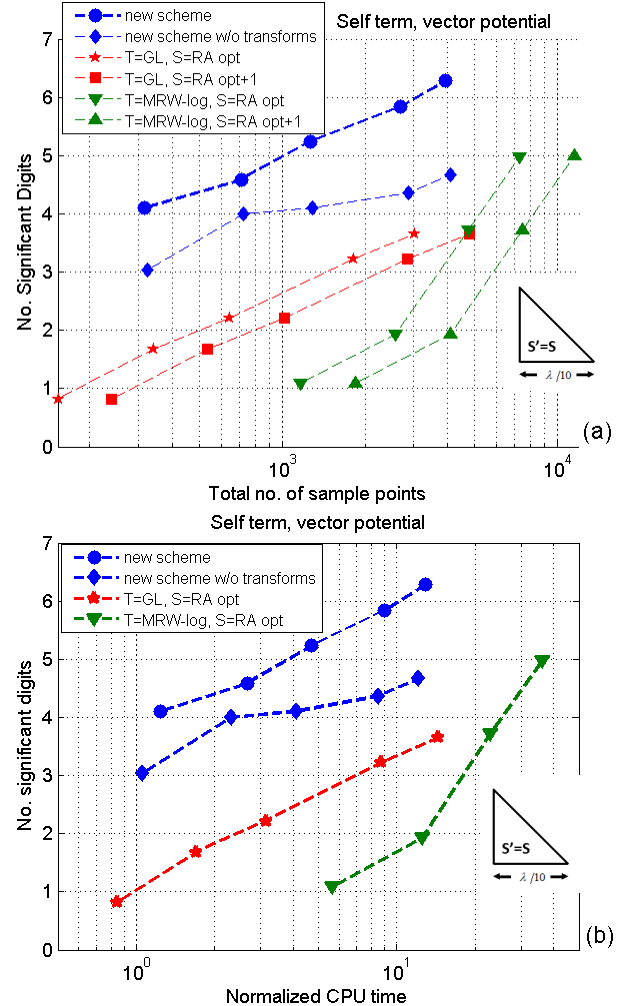 Self term, vector potential
new scheme
new scheme w/o transforms
T=GL, S=RA opt
T=GL, S=RA opt+1
T=MRW-log, S=RA opt
T=MRW-log, S=RA opt+1
No. Significant Digits
7
6
5
4
3
2
1
0
S'=S
λ /10
(a)
10³
10⁴
Total no. of sample points
Self term, vector potential
new scheme
new scheme w/o transforms
T=GL, S=RA opt
T=MRW-log, S=RA opt
No. significant digits
7
6
5
4
3
2
1
0
S'=S
λ /10
(b)
10⁰
10¹
Normalized CPU time